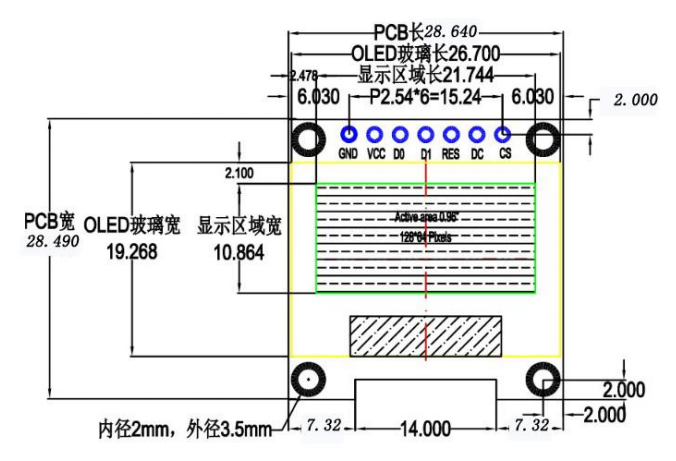 PCB长28.640
OLED玻璃长26.700
2.478
显示区域长21.744
6.030
P2.54*6=15.24
6.030
2.000
GND VCC D0 D1 RES DC CS
2.100
PCB宽
28.490
OLED玻璃宽
19.268
显示区域宽
10.864
Active area 0.96"
128*64 Pixels
2.000
2.000
内径2mm，外径3.5mm
7.32
14.000
7.32